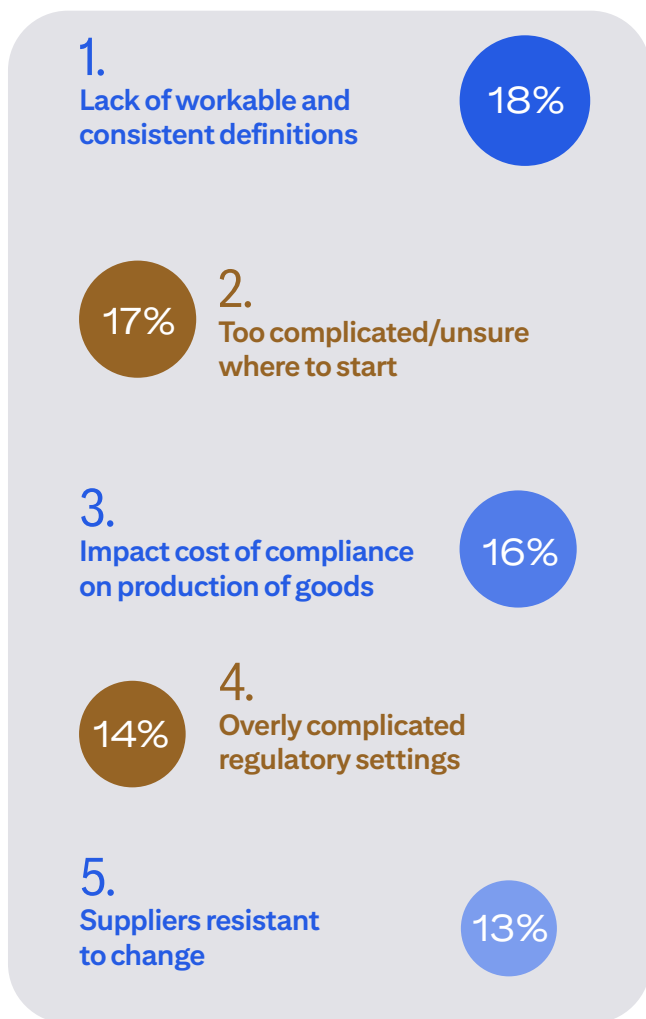 1.
Lack of workable and
consistent definitions
18%
17%
2.
Too complicated/unsure
where to start
3.
Impact cost of compliance
on production of goods
16%
14%
4.
Overly complicated
regulatory settings
5.
Suppliers resistant
to change
13%